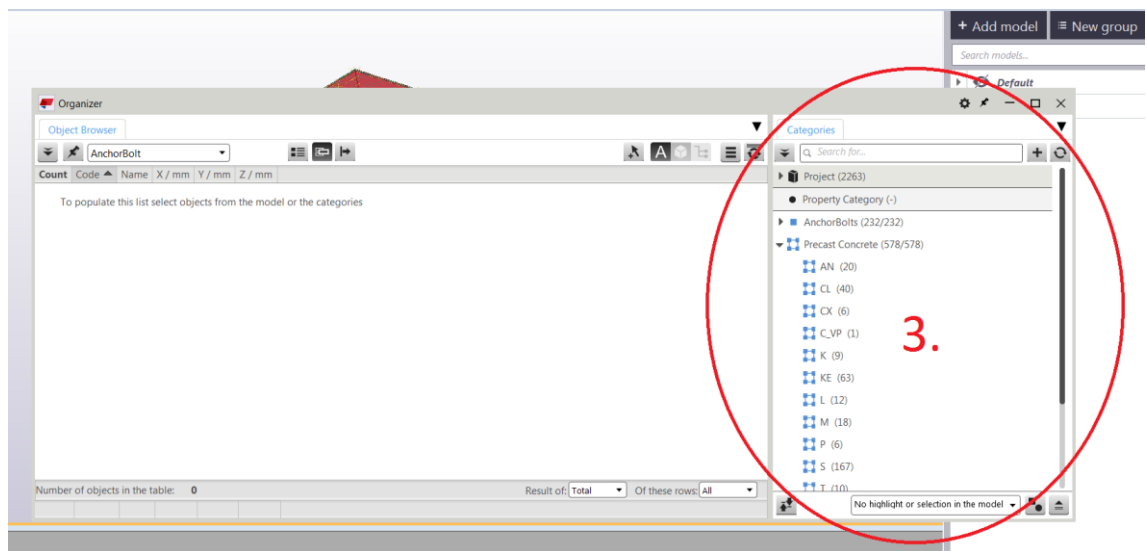 + Add model
New group
Search models...
Default
Organizer
Object Browser
AnchorBolt
A
Count Code Name X / mm Y / mm Z / mm
To populate this list select objects from the model or the categories
Number of objects in the table: 0
Result of: Total
Of these rows: All
Categories
Search for...
Project (2263)
Property Category (-)
AnchorBolts (232/232)
Precast Concrete (578/578)
AN (20)
CL (40)
CX (6)
C_VP (1)
K (9)
KE (63)
L (12)
M (18)
P (6)
S (167)
T (10)
No highlight or selection in the model
3.